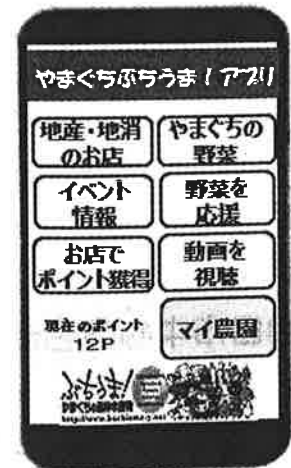 やまぐちぶちうま!アプリ
地産・地消
のお店
やまぐちの
野菜
イベント
情報
野菜を
応援
お店で
ポイント獲得
動画を
視聴
現在のポイント
12P
マイ農園
ぶちうま!